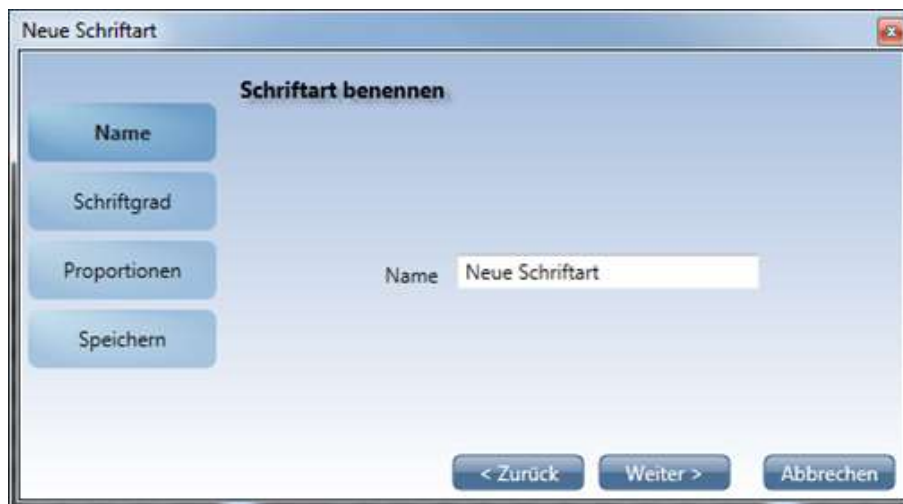 Neue Schriftart
Schriftart benennen
Name
Schriftgrad
Proportionen
Speichern
Name
Neue Schriftart
< Zurück
Weiter >
Abbrechen